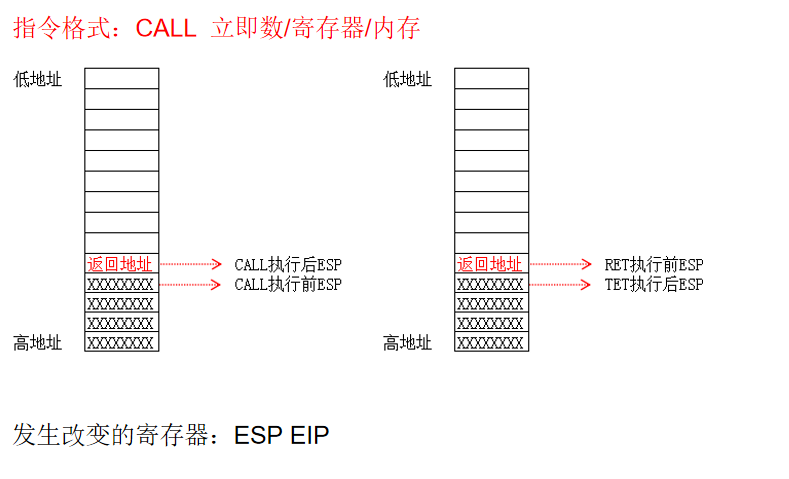 指令格式：CALL 立即数/寄存器/内存
低地址
低地址
返回地址 CALL执行后ESP
返回地址 RET执行前ESP
XXXXXXXX CALL执行前ESP
XXXXXXXX TET执行后ESP
XXXXXXXX
XXXXXXXX
XXXXXXXX
XXXXXXXX
高地址 XXXXXXXX
高地址 XXXXXXXX
发生改变的寄存器：ESP EIP